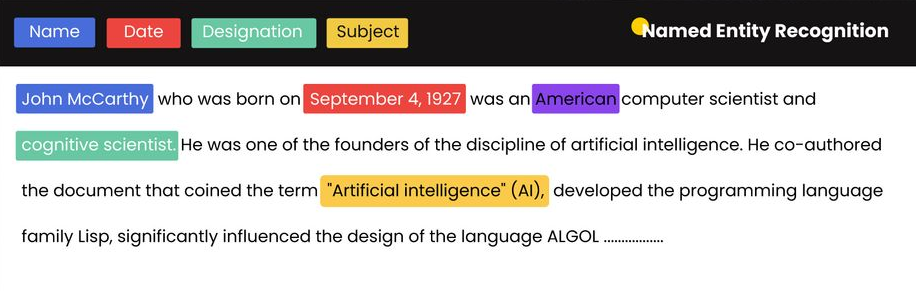 Name Date Designation Subject Named Entity Recognition
John McCarthy who was born on September 4, 1927 was an American computer scientist and
cognitive scientist. He was one of the founders of the discipline of artificial intelligence. He co-authored
the document that coined the term "Artificial intelligence" (AI), developed the programming language
family Lisp, significantly influenced the design of the language ALGOL .................